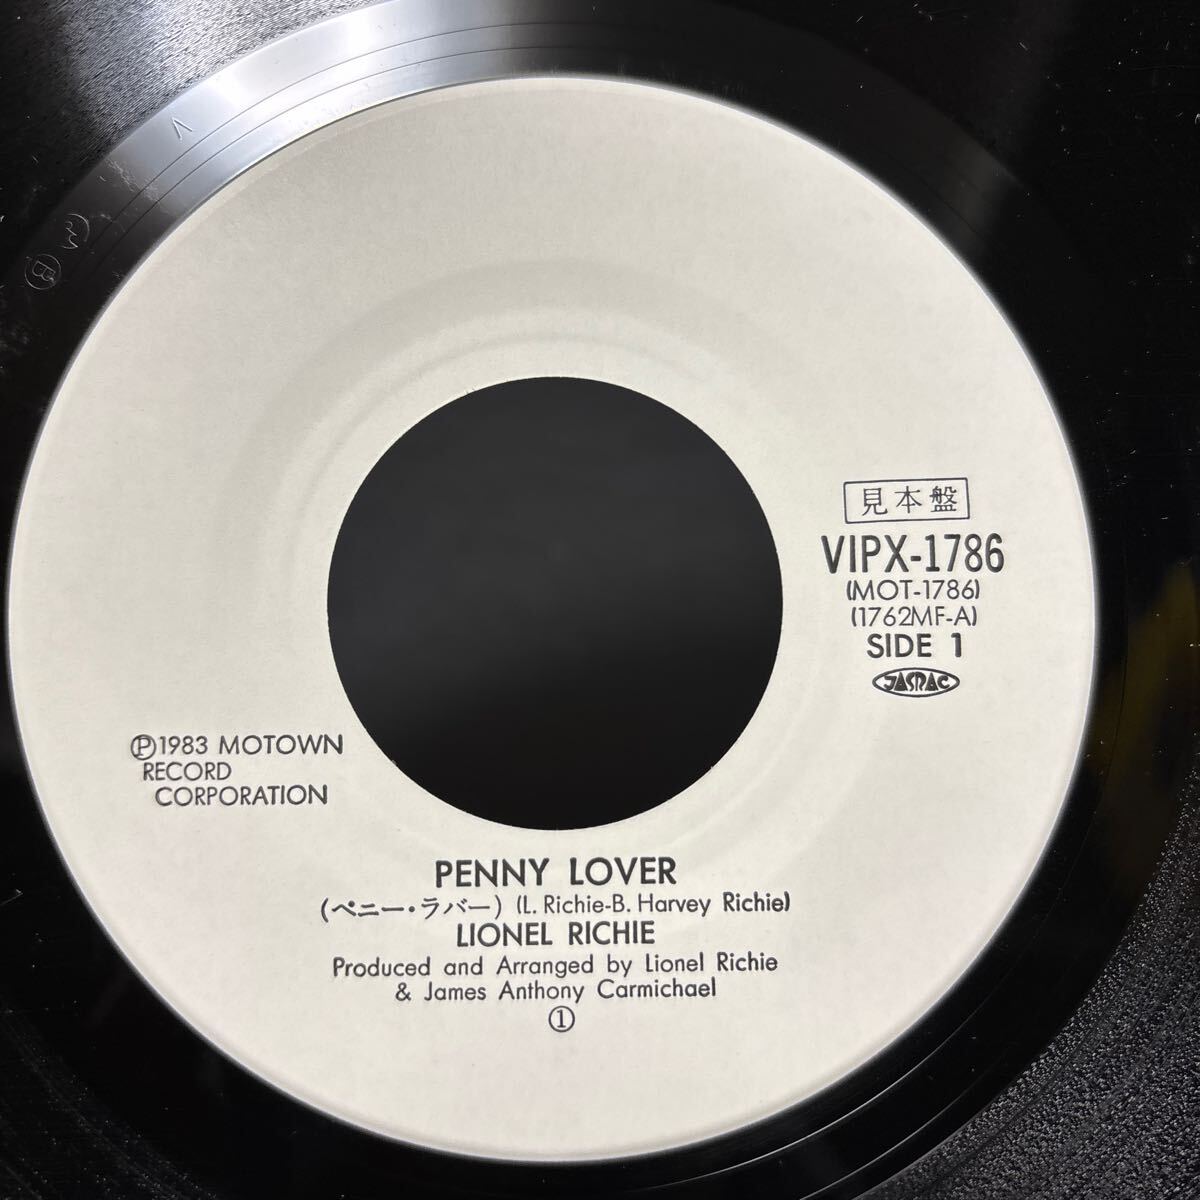 見本盤
VIPX-1786
(MOT-1786)
(1762MF-A)
SIDE 1
JASRAC
Ⓟ1983 MOTOWN
RECORD
CORPORATION
PENNY LOVER
(ペニー・ラバー) (L. Richie-B. Harvey Richie)
LIONEL RICHIE
Produced and Arranged by Lionel Richie
& James Anthony Carmichael
①